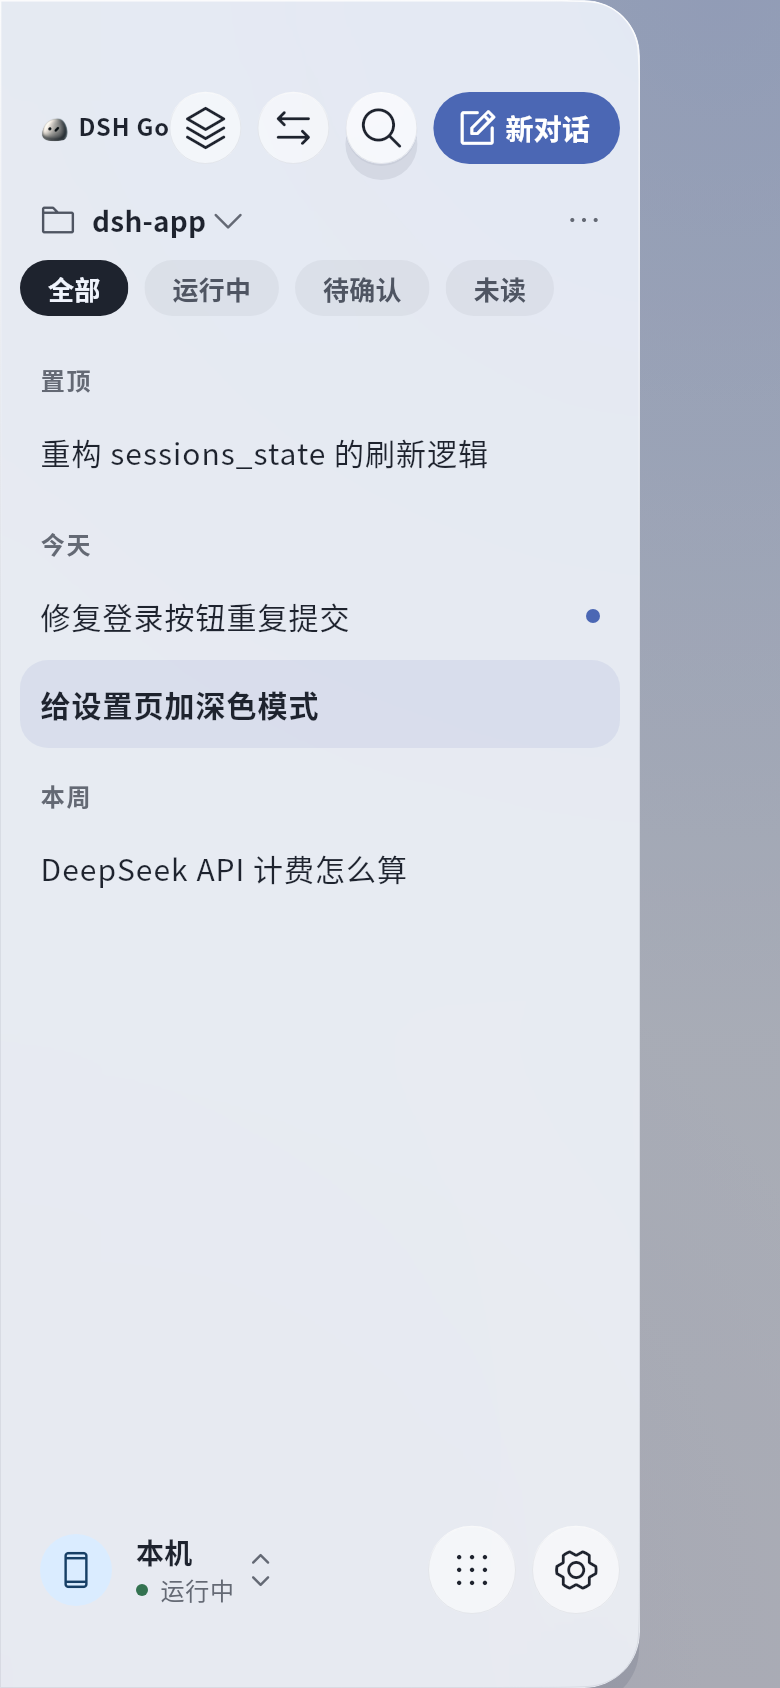 DSH Go
新对话
dsh-app
全部 运行中 待确认 未读
置顶
重构 sessions_state 的刷新逻辑
今天
修复登录按钮重复提交
给设置页加深色模式
本周
DeepSeek API 计费怎么算
本机
运行中